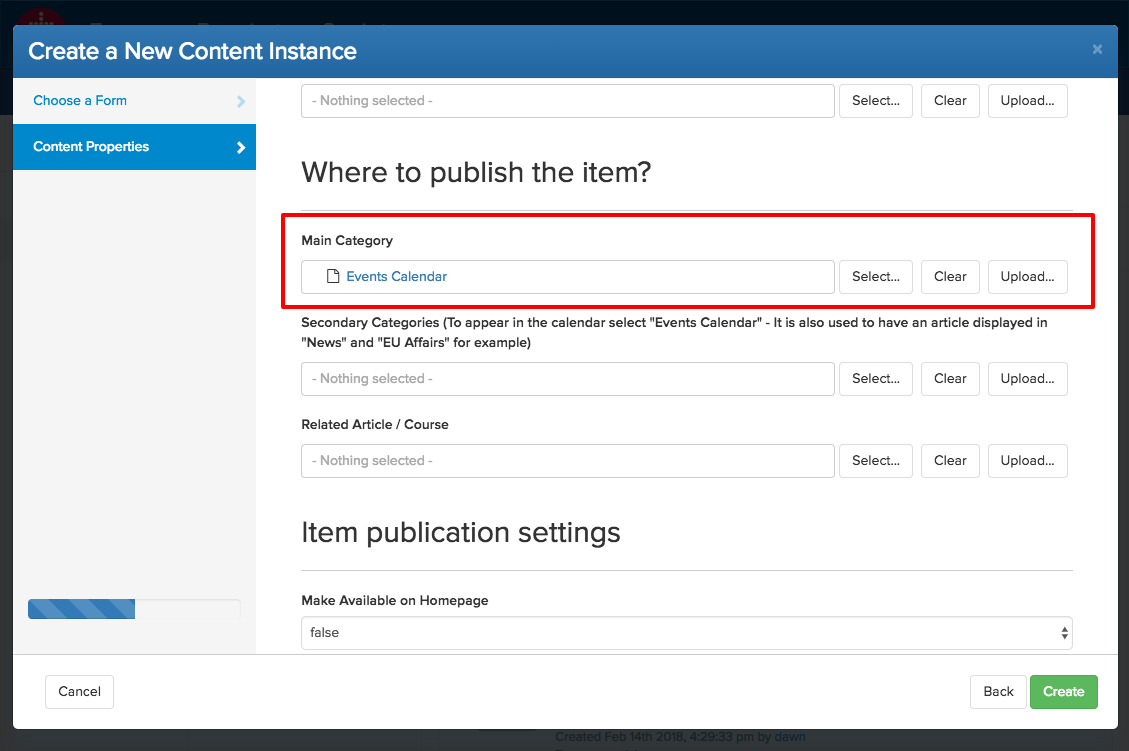 Create a New Content Instance
×
Choose a Form
Content Properties
- Nothing selected -
Select...
Clear
Upload...
Where to publish the item?
Main Category
Events Calendar
Select...
Clear
Upload...
Secondary Categories (To appear in the calendar select "Events Calendar" - It is also used to have an article displayed in
"News" and "EU Affairs" for example)
- Nothing selected -
Select...
Clear
Upload...
Related Article / Course
- Nothing selected -
Select...
Clear
Upload...
Item publication settings
Make Available on Homepage
false
Cancel
Back
Create
Created Feb 14th 2018, 4:29:33 pm by dawn